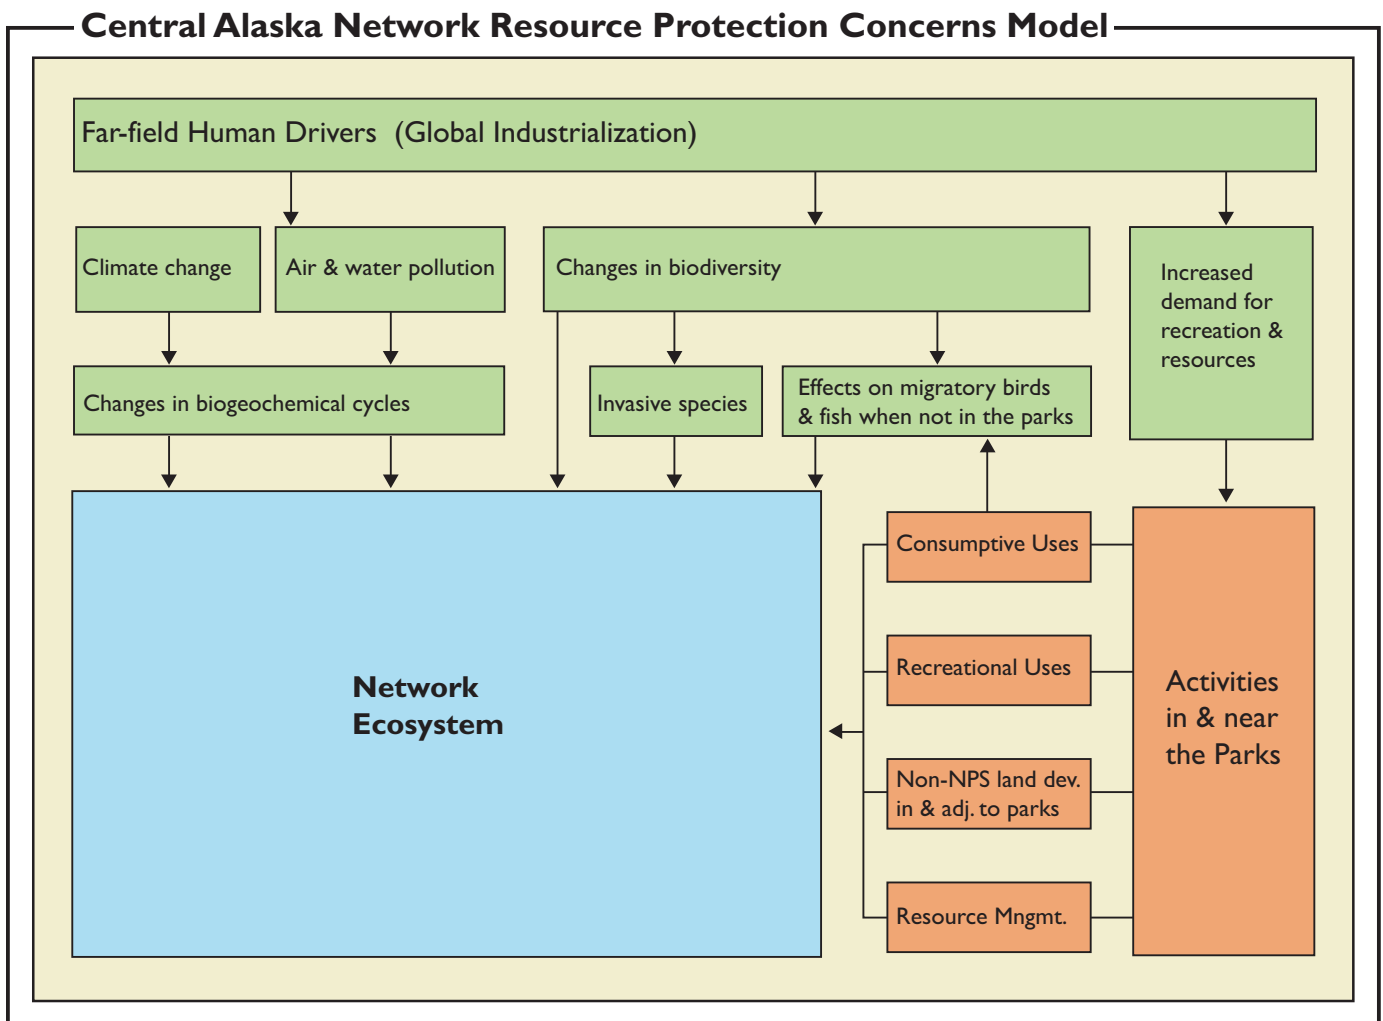 Central Alaska Network Resource Protection Concerns Model
Far-field Human Drivers (Global Industrialization)
Climate change
Air & water pollution
Changes in biodiversity
Increased
demand for
recreation &
resources
Changes in biogeochemical cycles
Invasive species
Effects on migratory birds
& fish when not in the parks
Network
Ecosystem
Consumptive Uses
Recreational Uses
Non-NPS land dev.
in & adj. to parks
Resource Mngmt.
Activities
in & near
the Parks